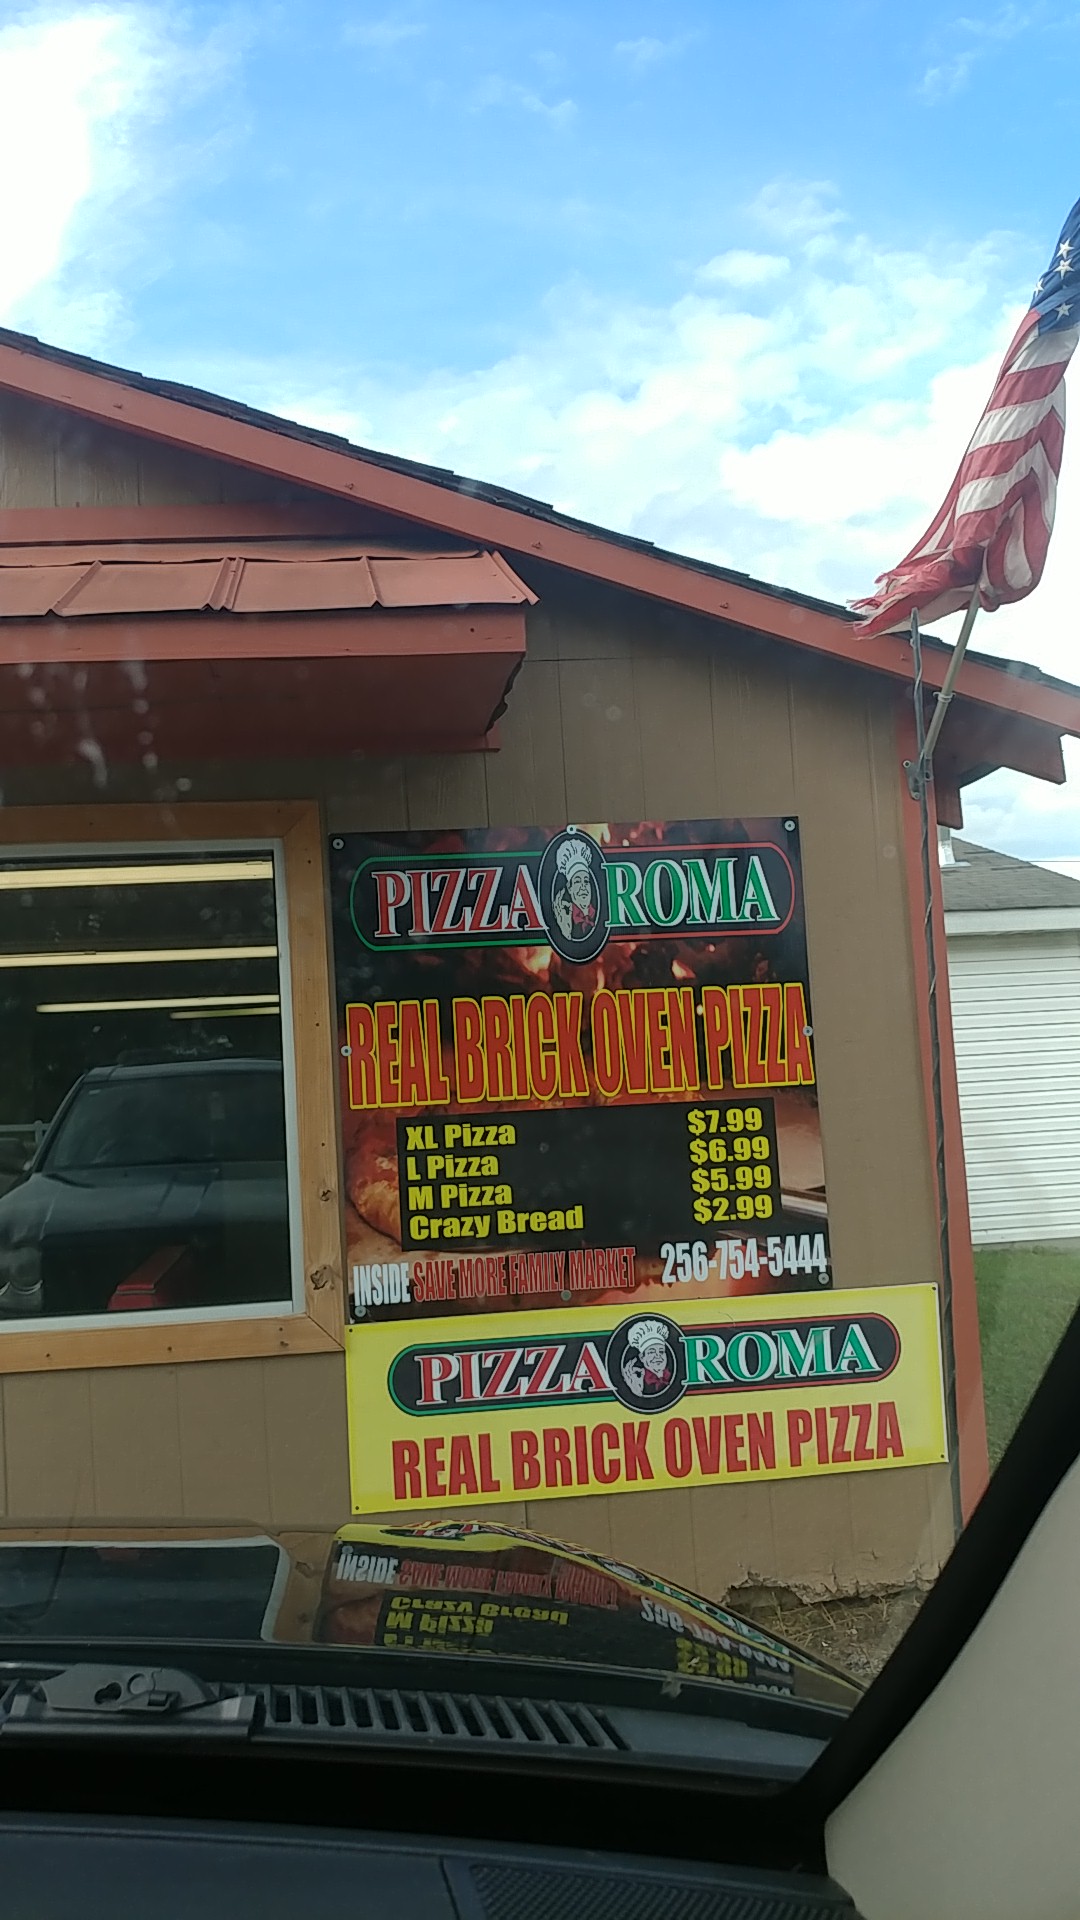 PIZZA ROMA
REAL BRICK OVEN PIZZA
XL Pizza $7.99
L Pizza $6.99
M Pizza $5.99
Crazy Bread $2.99
INSIDE SAVE MORE FAMILY MARKET 256-754-5444
PIZZA ROMA
REAL BRICK OVEN PIZZA